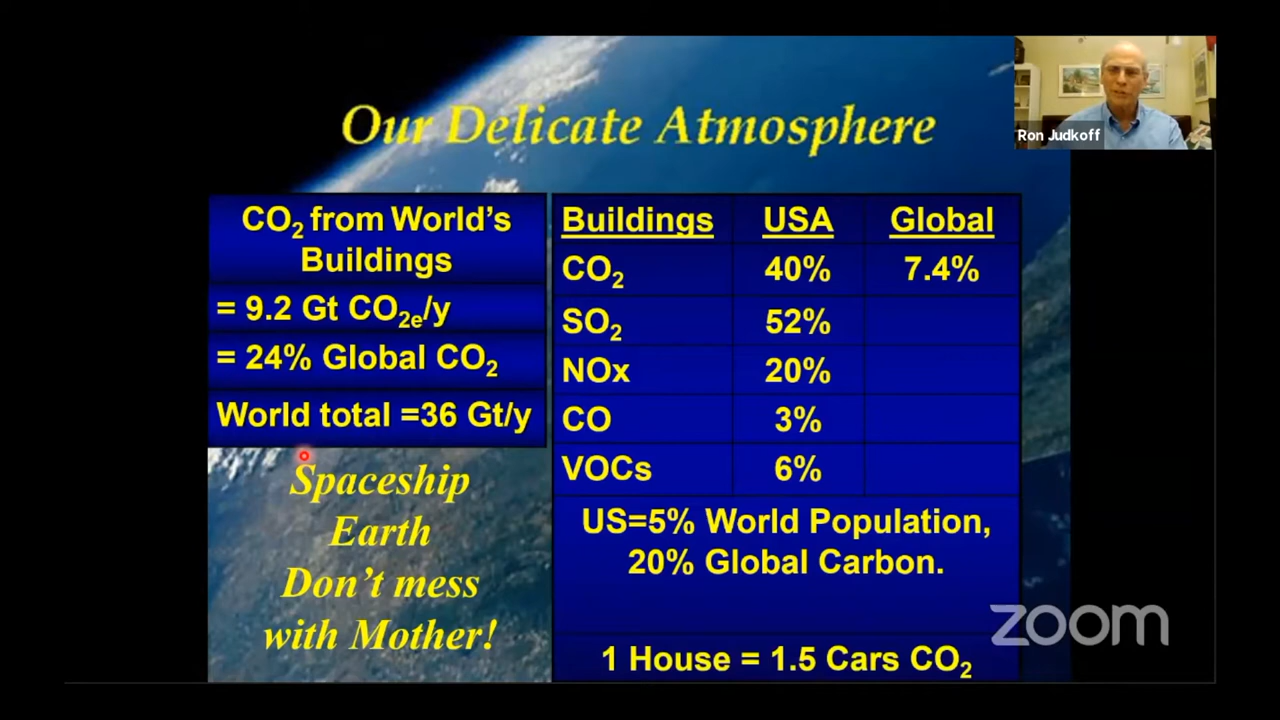 Our Delicate Atmosphere
Ron Judkoff
CO₂ from World's
Buildings
= 9.2 Gt CO₂ₑ/y
= 24% Global CO₂
World total =36 Gt/y
Spaceship
Earth
Don't mess
with Mother!
Buildings USA Global
CO₂ 40% 7.4%
SO₂ 52%
NOx 20%
CO 3%
VOCs 6%
US=5% World Population,
20% Global Carbon.
1 House = 1.5 Cars CO₂
zoom